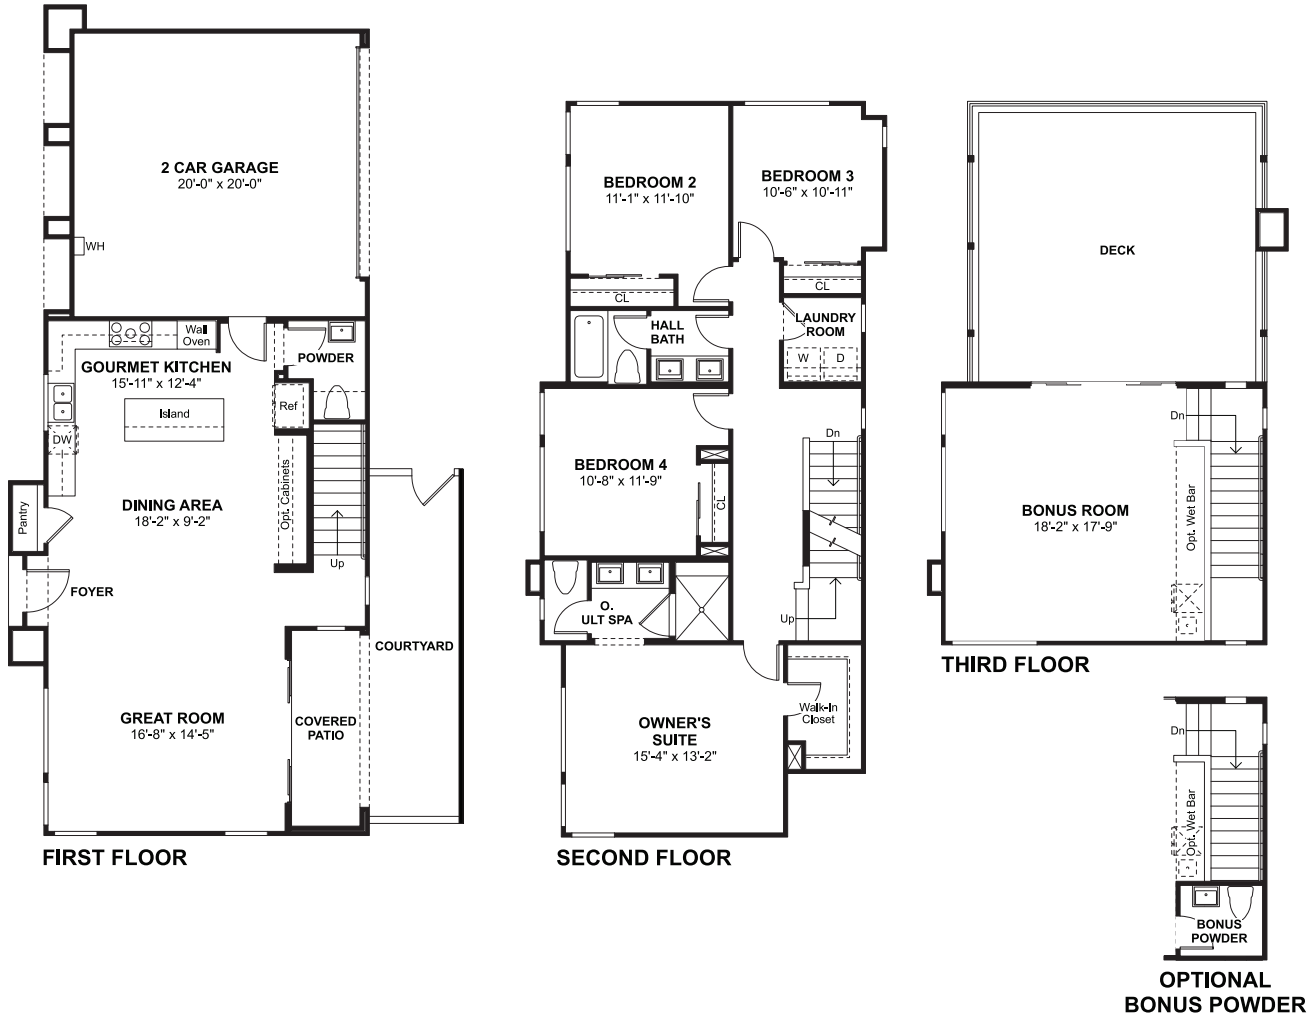 2 CAR GARAGE
20'-0" x 20'-0"
WH
Wall
Oven
GOURMET KITCHEN
15'-11" x 12'-4"
POWDER
Island
Ref
DW
Pantry
DINING AREA
18'-2" x 9'-2"
Opt. Cabinets
Up
FOYER
COURTYARD
GREAT ROOM
16'-8" x 14'-5"
COVERED
PATIO
FIRST FLOOR
BEDROOM 2
11'-1" x 11'-10"
BEDROOM 3
10'-6" x 10'-11"
CL
CL
HALL
BATH
LAUNDRY
ROOM
W
D
BEDROOM 4
10'-8" x 11'-9"
CL
Dn
O.
ULT SPA
Up
OWNER'S
SUITE
15'-4" x 13'-2"
Walk-In
Closet
SECOND FLOOR
DECK
Dn
BONUS ROOM
18'-2" x 17'-9"
Opt. Wet Bar
THIRD FLOOR
Dn
Opt. Wet Bar
BONUS
POWDER
OPTIONAL
BONUS POWDER